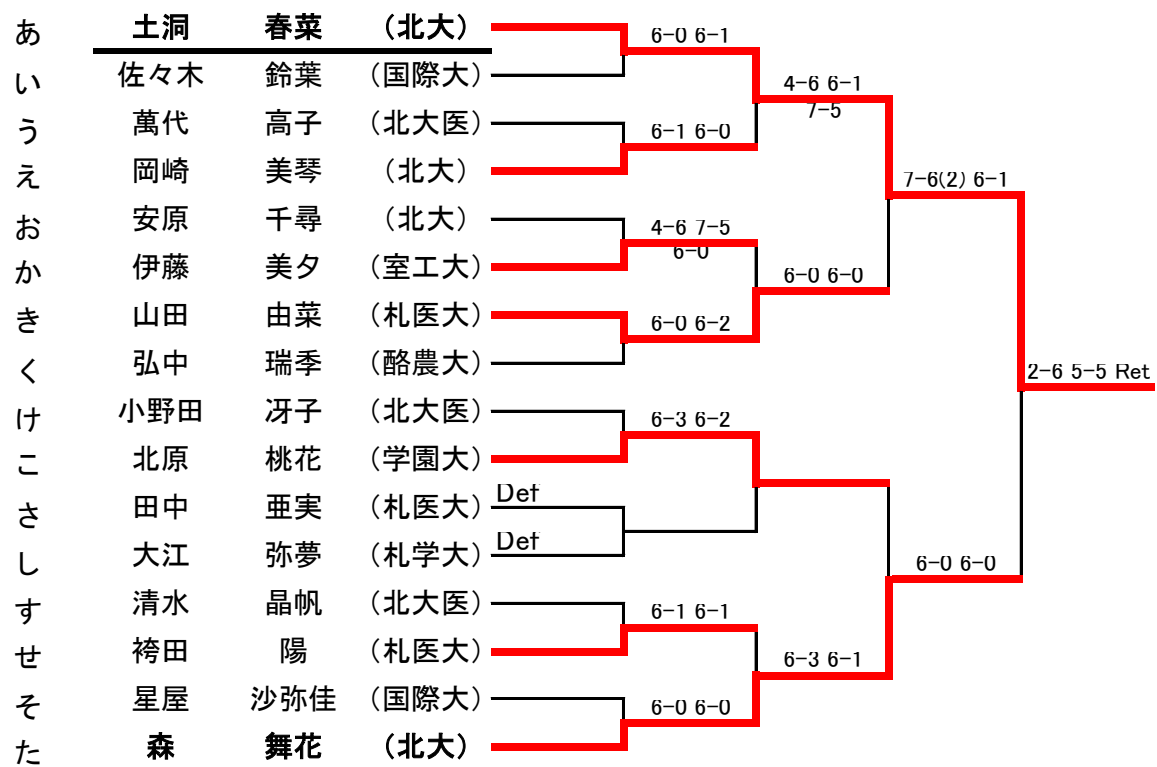 あ 土洞 春菜 （北大）
い 佐々木 鈴葉 （国際大）
う 萬代 高子 （北大医）
え 岡崎 美琴 （北大）
お 安原 千尋 （北大）
か 伊藤 美夕 （室工大）
き 山田 由菜 （札医大）
く 弘中 瑞季 （酪農大）
け 小野田 冴子 （北大医）
こ 北原 桃花 （学園大）
さ 田中 亜実 （札医大） Def
し 大江 弥夢 （札学大） Def
す 清水 晶帆 （北大医）
せ 袴田 陽 （札医大）
そ 星屋 沙弥佳 （国際大）
た 森 舞花 （北大）
6-0 6-1
6-1 6-0
4-6 7-5
6-0
6-0 6-2
6-3 6-2
6-1 6-1
6-0 6-0
4-6 6-1
7-5
6-0 6-0
6-3 6-1
7-6(2) 6-1
6-0 6-0
2-6 5-5 Ret